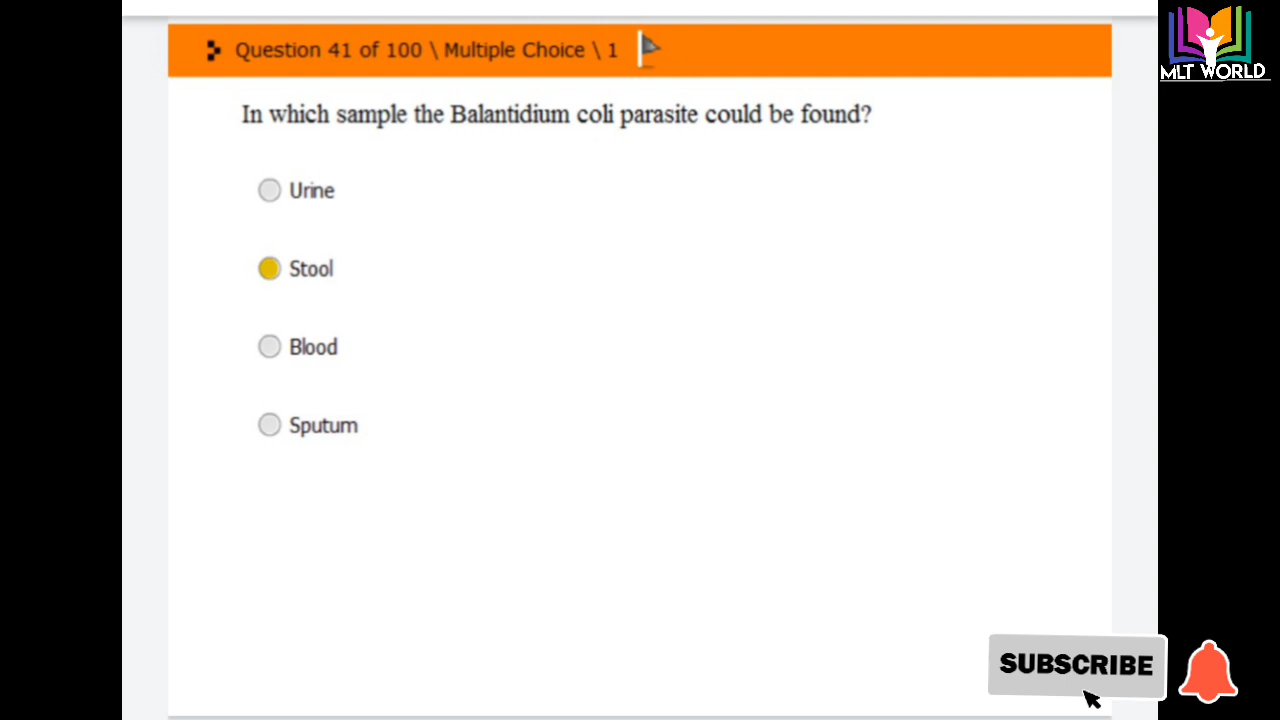 Question 41 of 100 \ Multiple Choice \ 1
MLT WORLD
In which sample the Balantidium coli parasite could be found?
Urine
Stool
Blood
Sputum
SUBSCRIBE